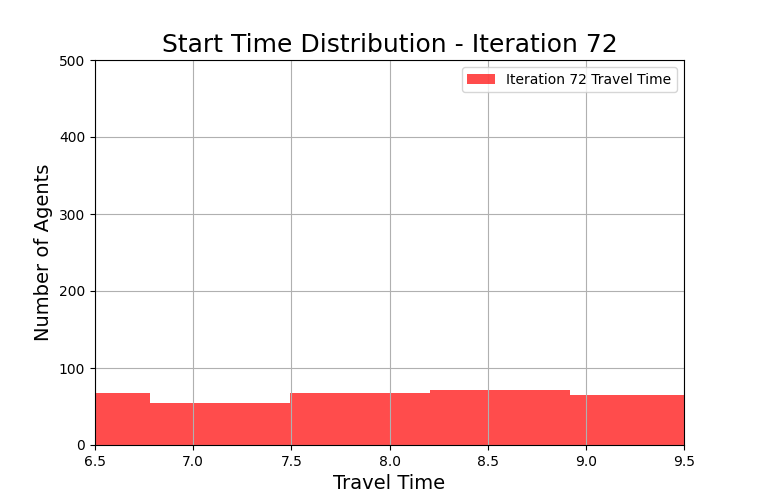 Start Time Distribution - Iteration 72
Iteration 72 Travel Time
Number of Agents
500
400
300
200
100
0
6.5 7.0 7.5 8.0 8.5 9.0 9.5
Travel Time